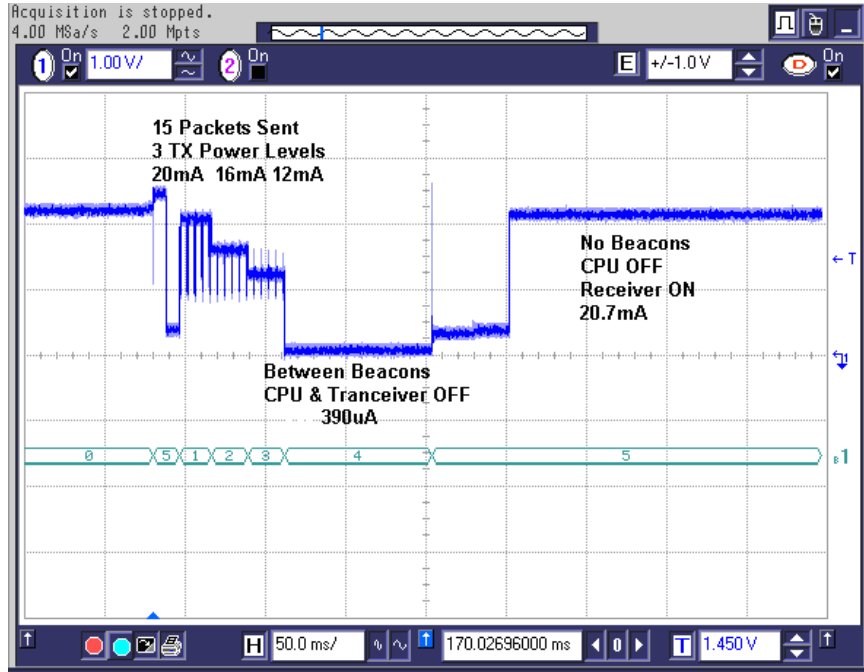 Acquisition is stopped.
4.00 MSa/s 2.00 Mpts
1 On 1.00 V/ 2 On E +/-1.0 V D On
15 Packets Sent
3 TX Power Levels
20mA 16mA 12mA
No Beacons
CPU OFF
Receiver ON
20.7mA
T
1
Between Beacons
CPU & Tranceiver OFF
390uA
0 5 1 2 3 4 5 B1
H 50.0 ms/ 170.02696000 ms 0 T 1.450 V